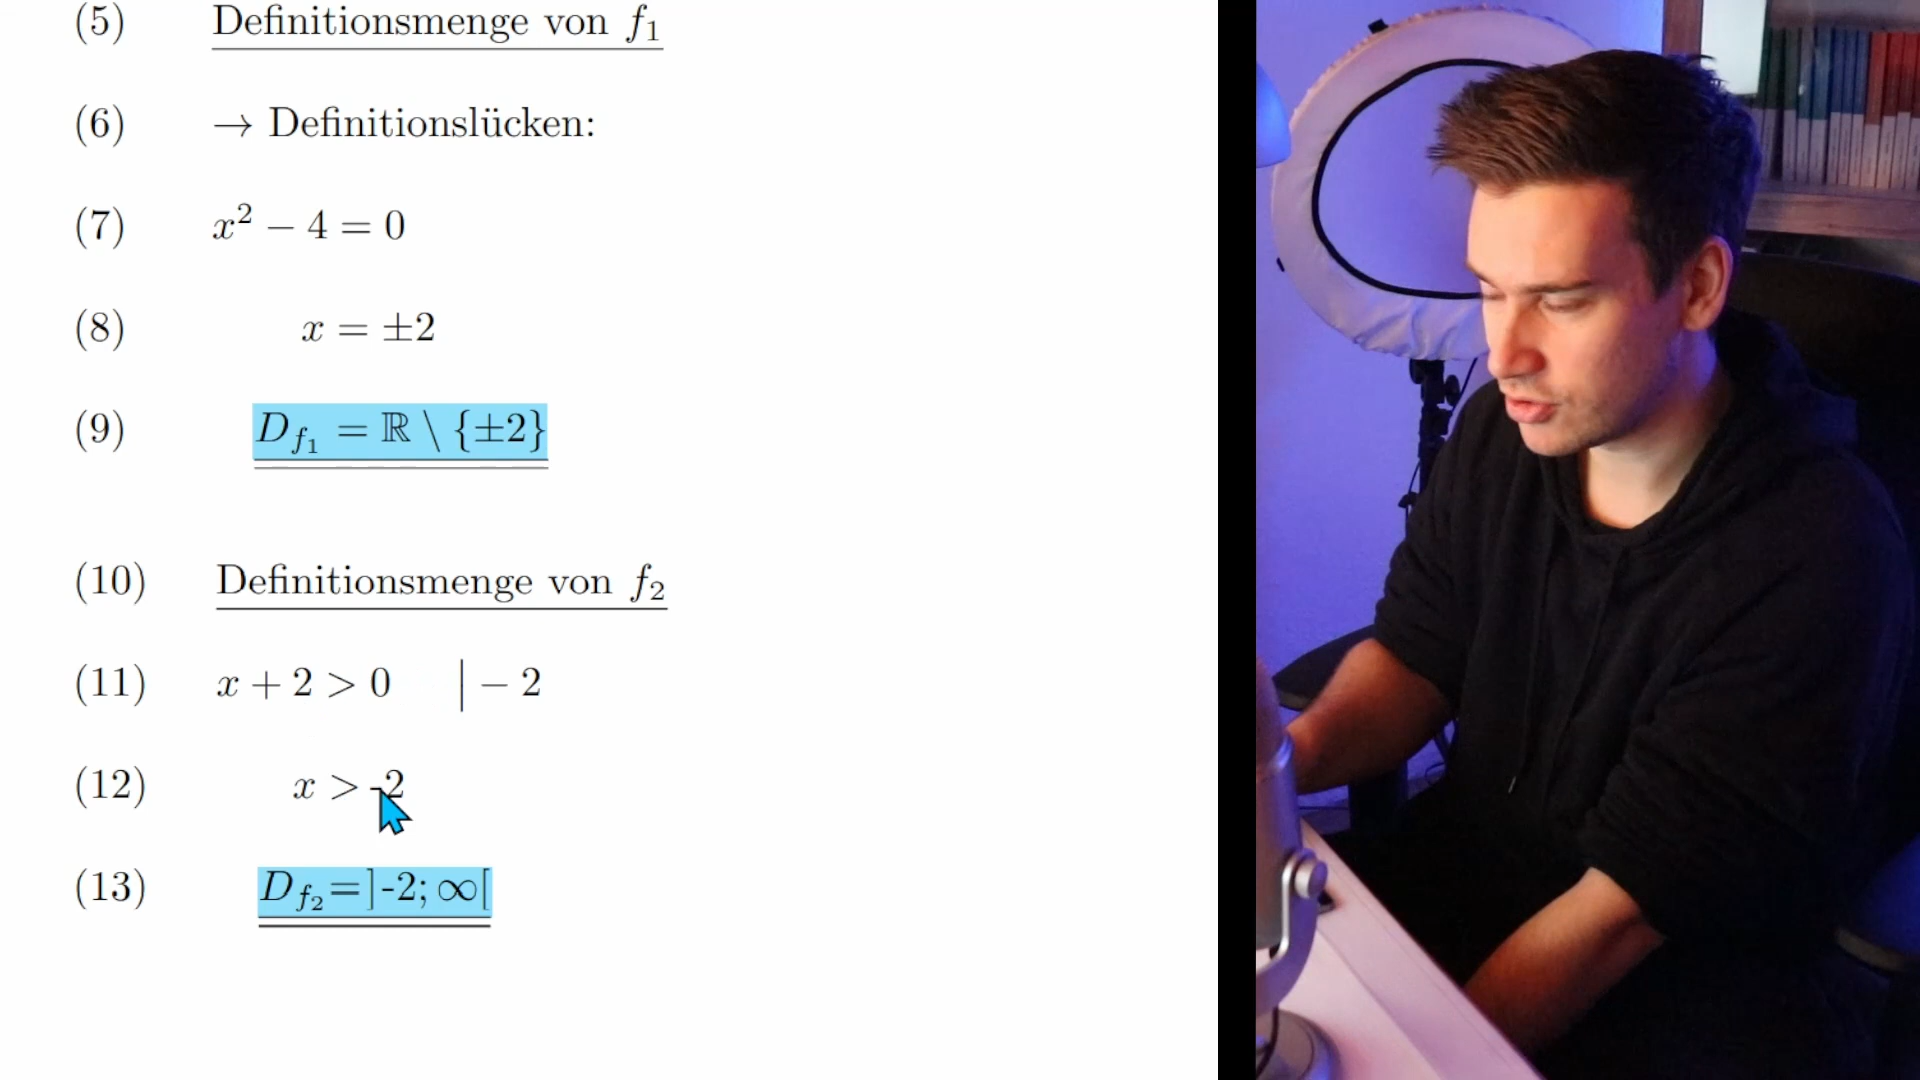 (5) Definitionsmenge von f₁
(6) → Definitionslücken:
(7) x² − 4 = 0
(8) x = ±2
(9) D_f₁ = ℝ \ {±2}
(10) Definitionsmenge von f₂
(11) x + 2 > 0 | − 2
(12) x > -2
(13) D_f₂ = ]-2; ∞[